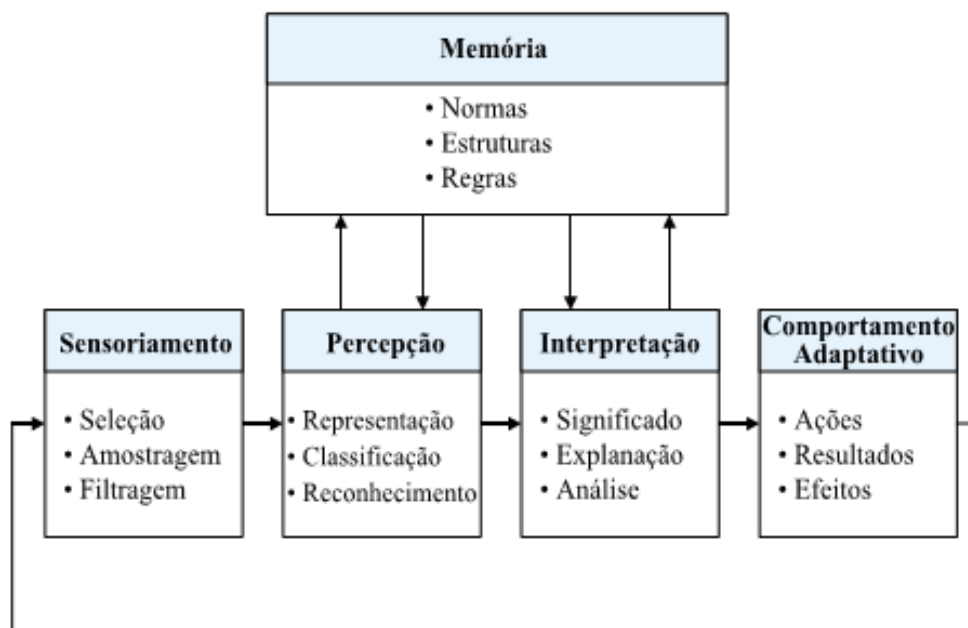 Memória
• Normas
• Estruturas
• Regras
Sensoriamento
• Seleção
• Amostragem
• Filtragem
Percepção
• Representação
• Classificação
• Reconhecimento
Interpretação
• Significado
• Explanação
• Análise
Comportamento
Adaptativo
• Ações
• Resultados
• Efeitos